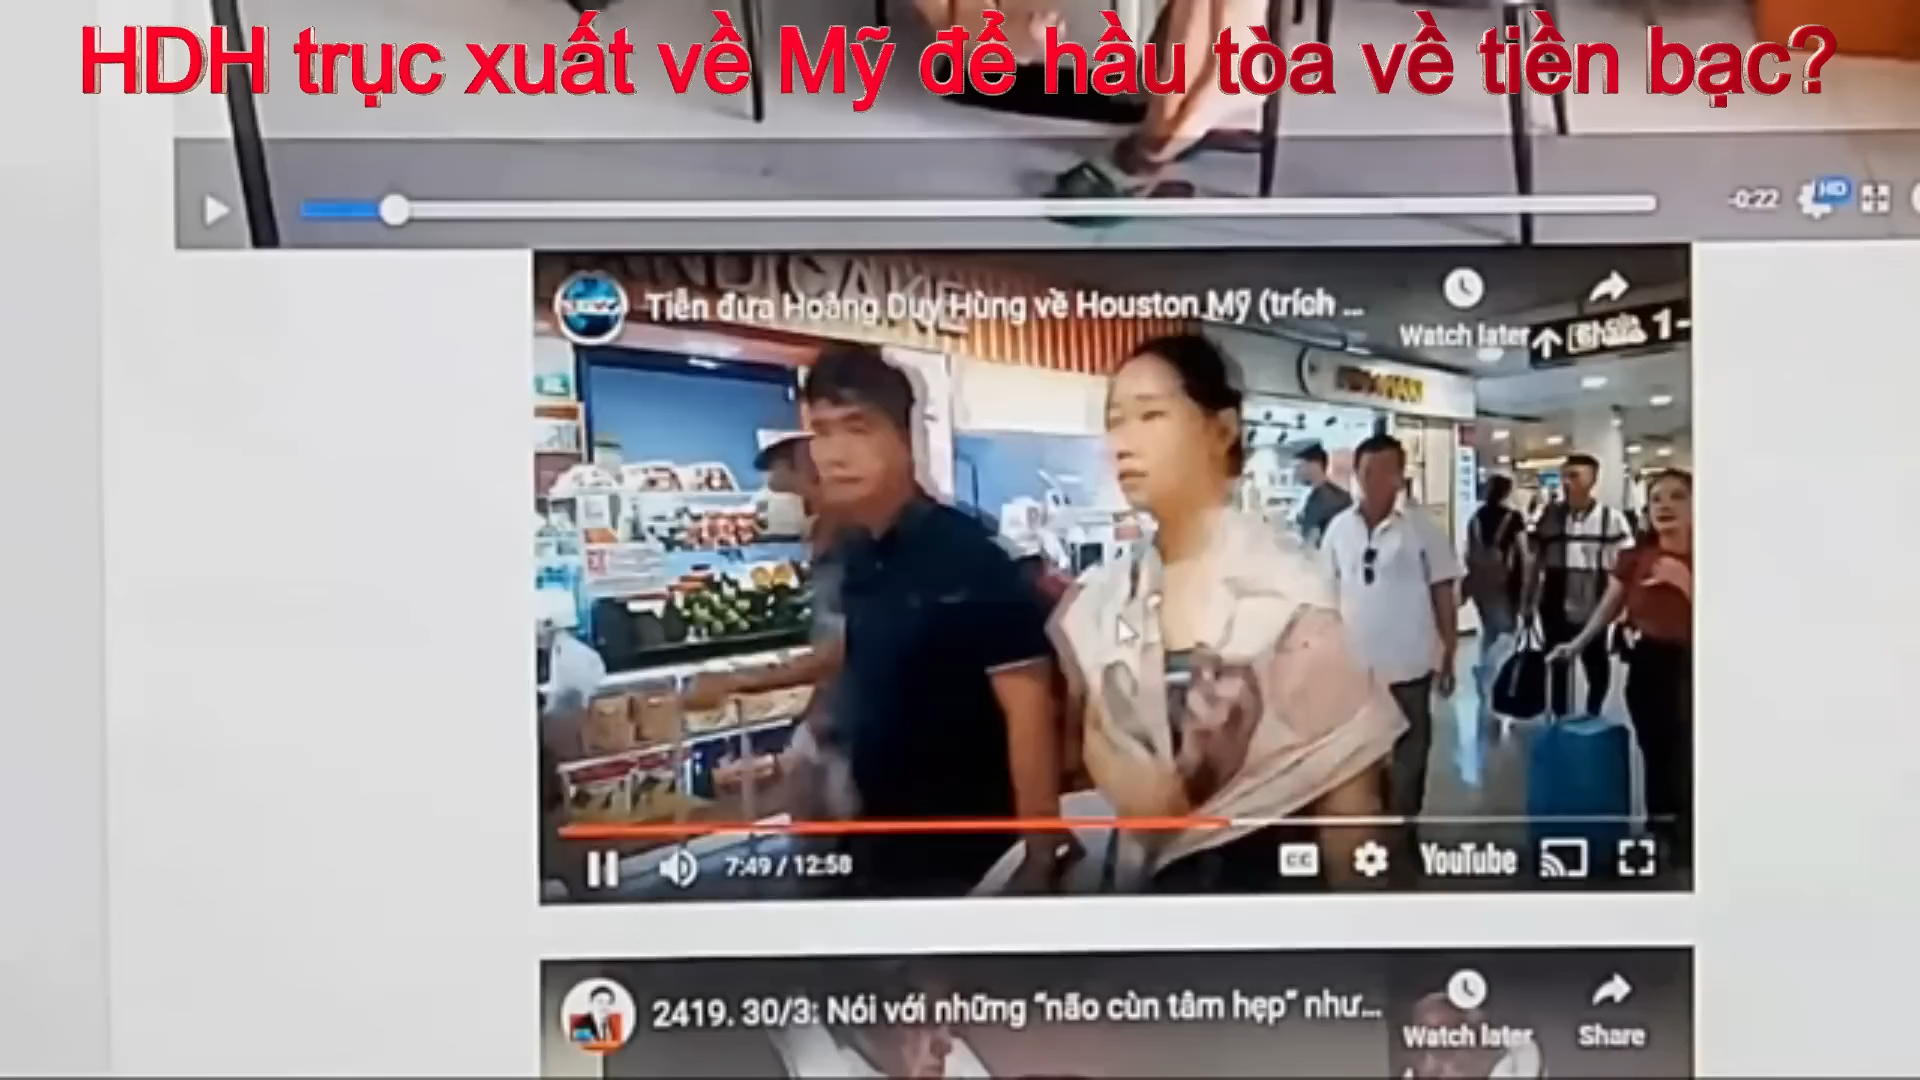 HDH trục xuất về Mỹ để hầu tòa về tiền bạc?
-0:22
HD
Tiễn đưa Hoàng Duy Hùng về Houston Mỹ (trích ...
Watch later
7:49 / 12:58
CC
YouTube
2419. 30/3: Nói với những "não cùn tâm hẹp" như...
Watch later
Share